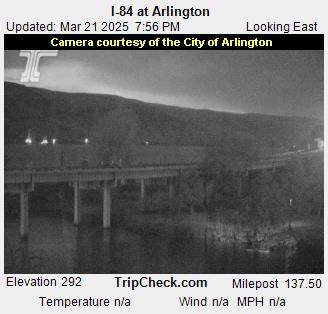 I-84 at Arlington
Updated: Mar 21 2025 7:56 PM Looking East
Camera courtesy of the City of Arlington
Elevation 292 TripCheck.com Milepost 137.50
Temperature n/a Wind n/a MPH n/a